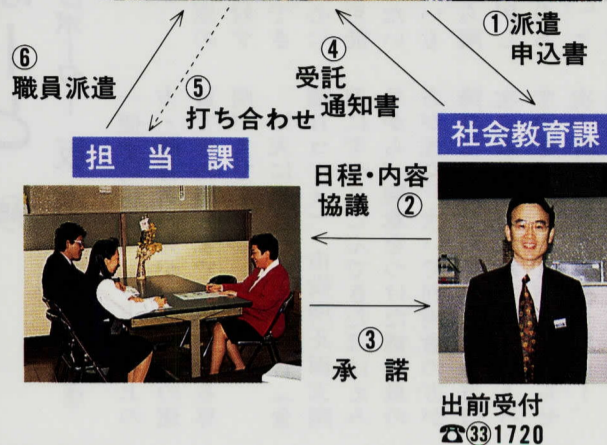 ①派遣
申込書
⑥
職員派遣
④
受託
通知書
⑤
打ち合わせ
担当課
社会教育課
日程・内容
協議 ②
③
承諾
出前受付
☎㉝1720